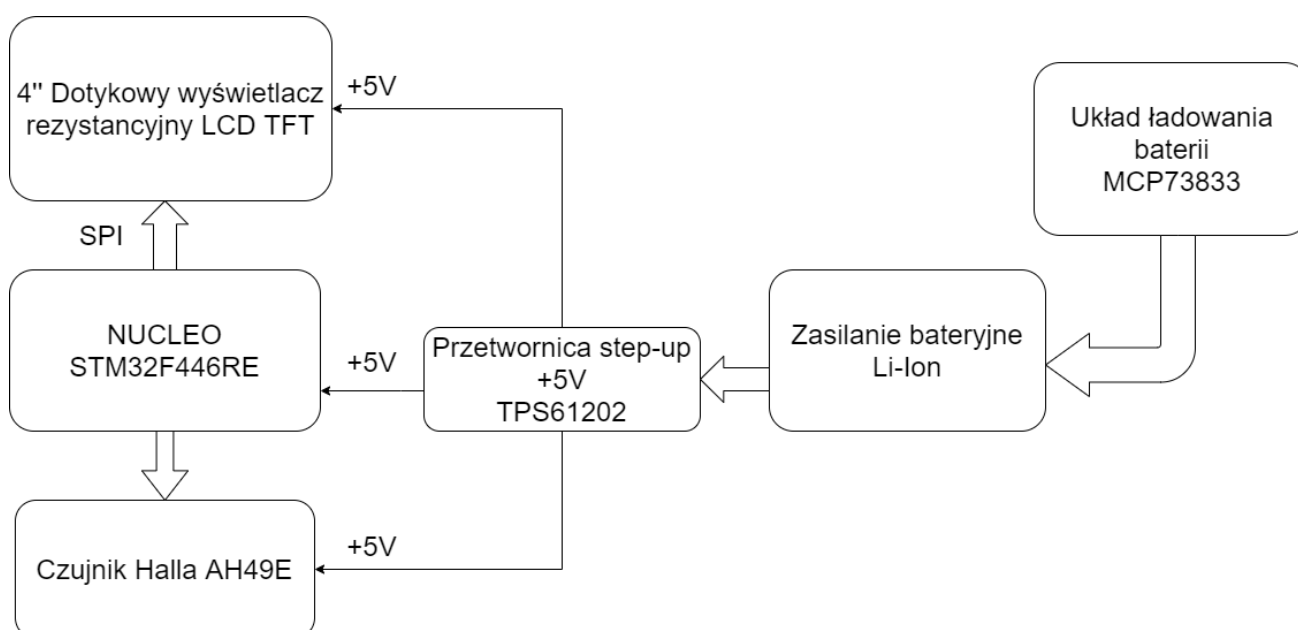 4'' Dotykowy wyświetlacz
rezystancyjny LCD TFT
+5V
Układ ładowania
baterii
MCP73833
SPI
NUCLEO
STM32F446RE
+5V
Przetwornica step-up
+5V
TPS61202
Zasilanie bateryjne
Li-Ion
Czujnik Halla AH49E
+5V